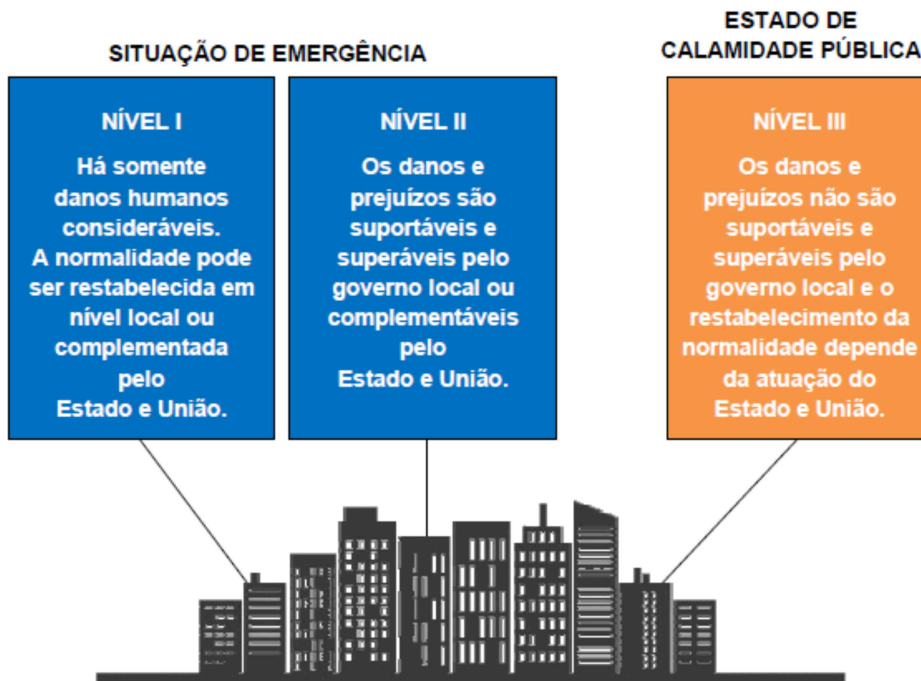 SITUAÇÃO DE EMERGÊNCIA
NÍVEL I
Há somente
danos humanos
consideráveis.
A normalidade pode
ser restabelecida em
nível local ou
complementada
pelo
Estado e União.
NÍVEL II
Os danos e
prejuízos são
suportáveis e
superáveis pelo
governo local ou
complementáveis
pelo
Estado e União.
ESTADO DE
CALAMIDADE PÚBLICA
NÍVEL III
Os danos e
prejuízos não são
suportáveis e
superáveis pelo
governo local e o
restabelecimento da
normalidade depende
da atuação do
Estado e União.